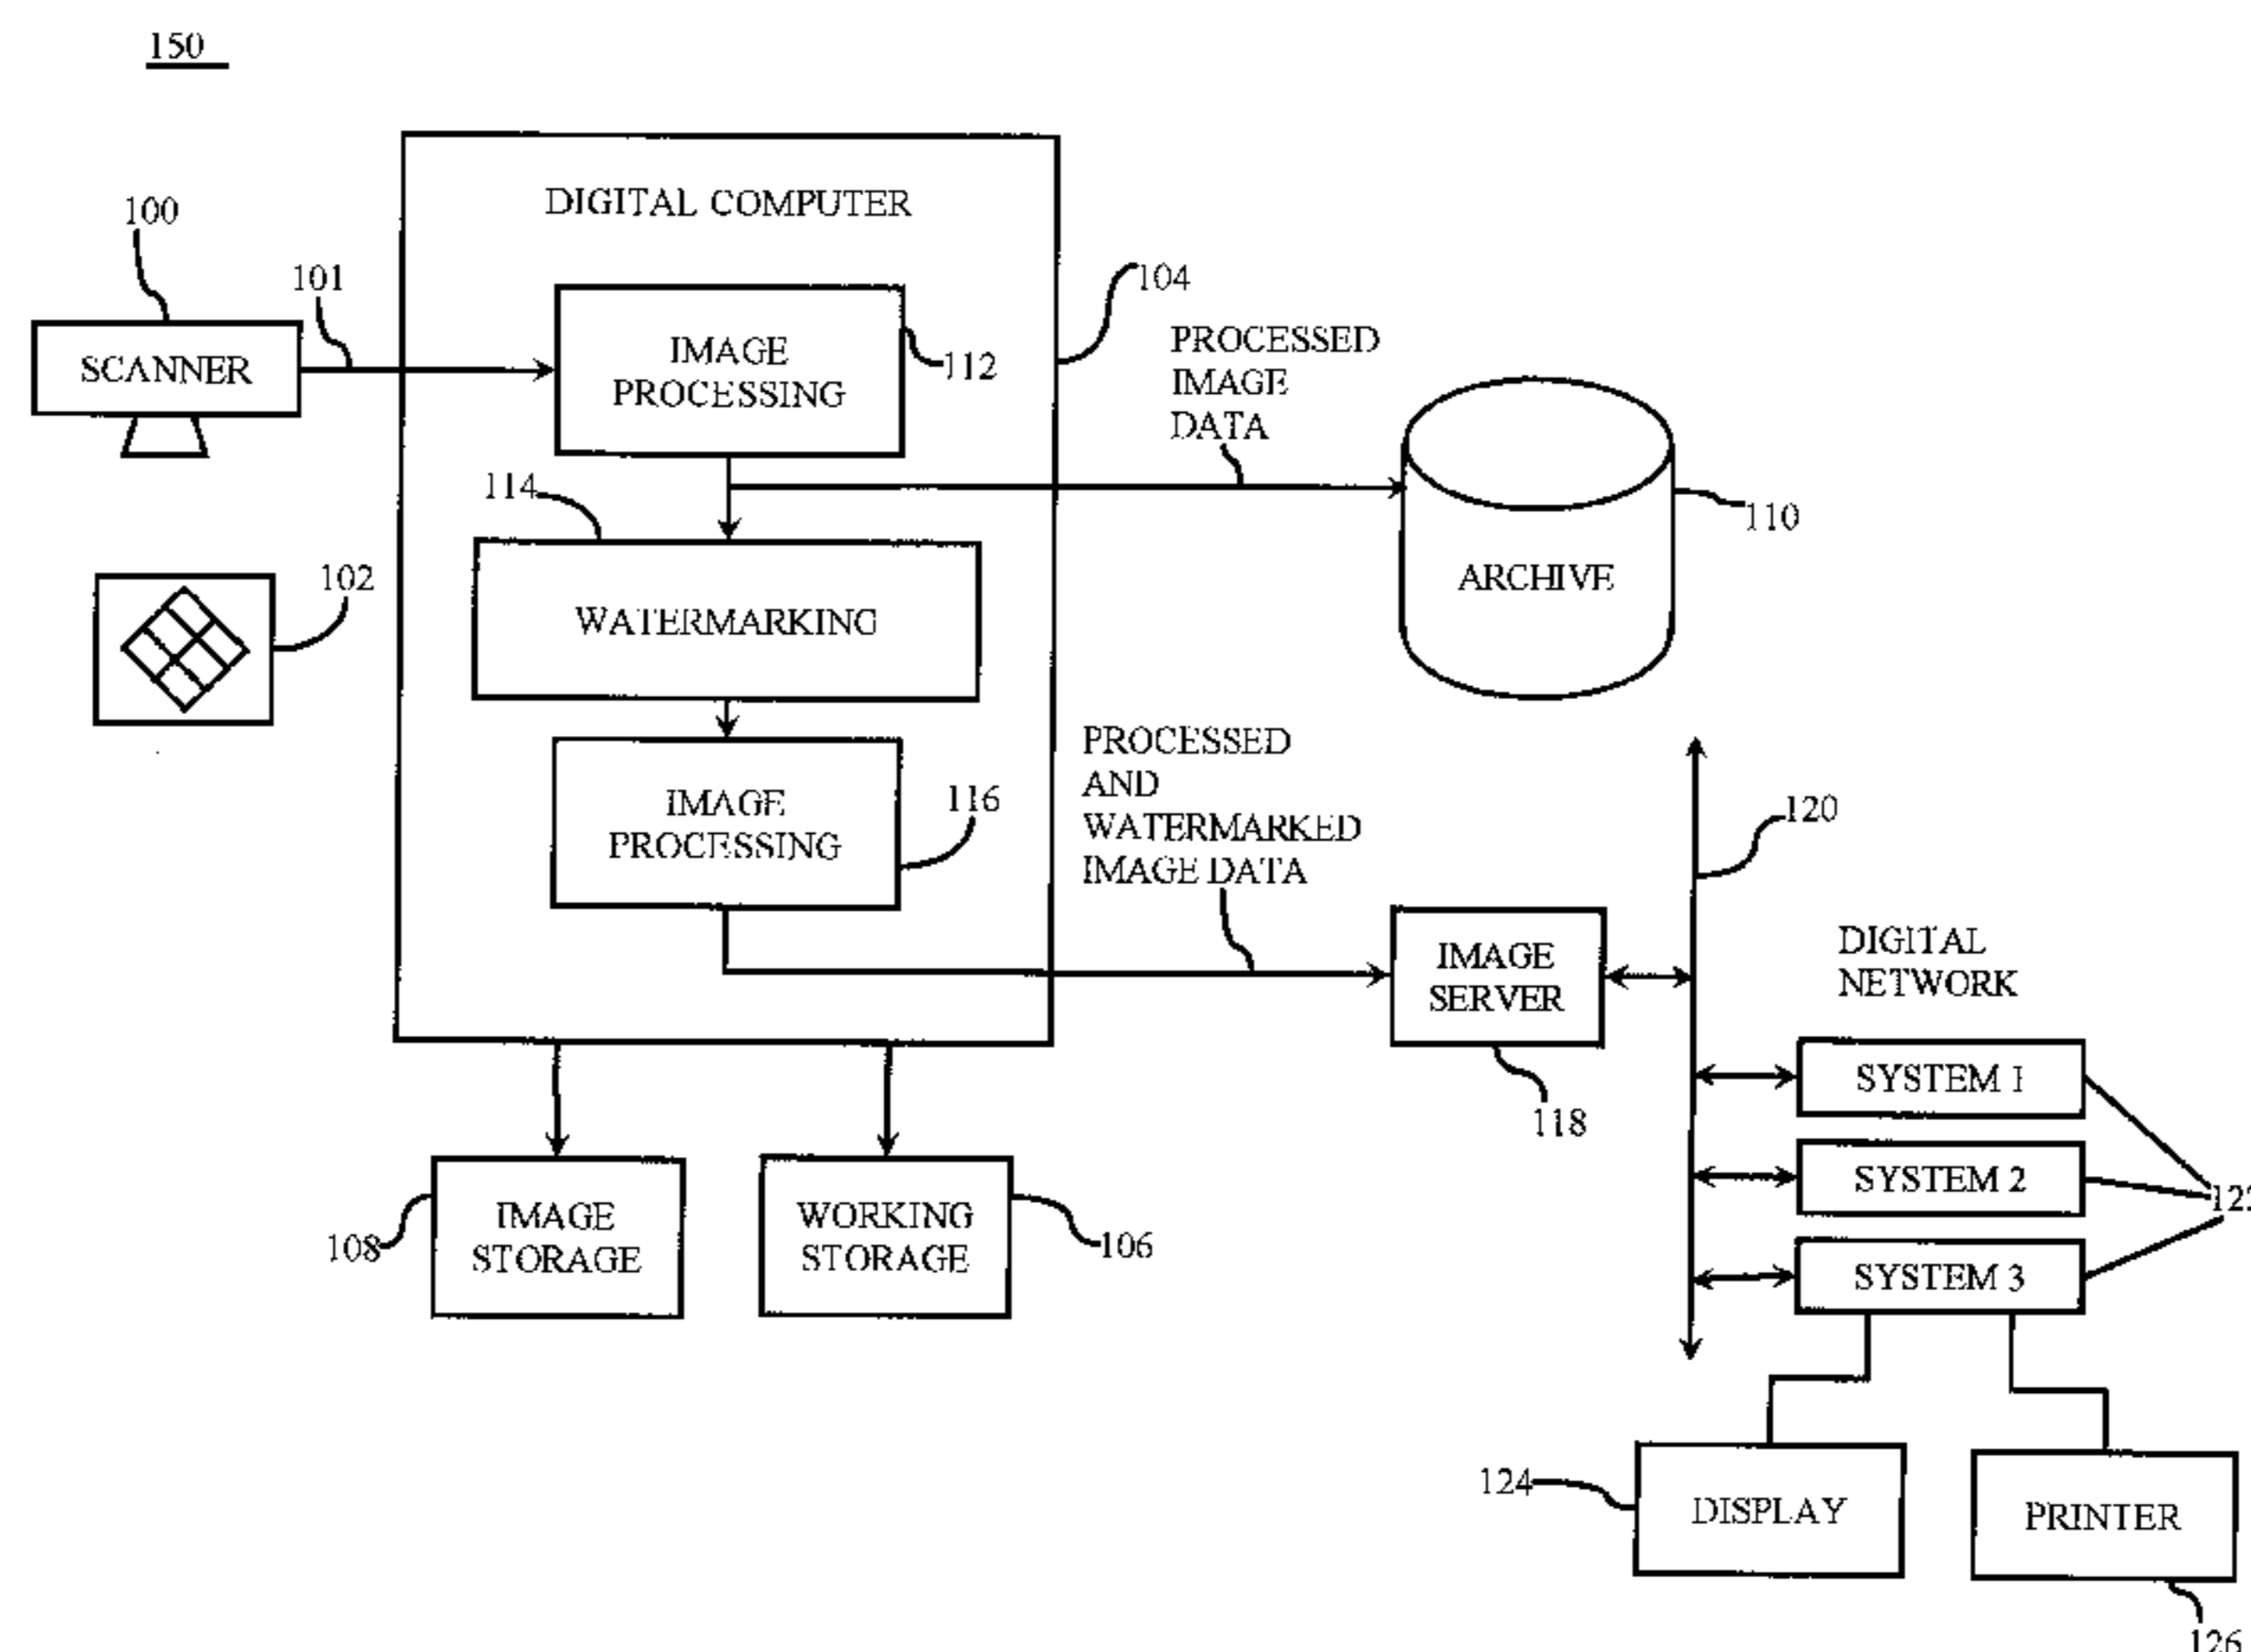 150
DIGITAL COMPUTER
100
101
104
SCANNER
IMAGE
PROCESSING
112
PROCESSED
IMAGE
DATA
114
110
ARCHIVE
102
WATERMARKING
PROCESSED
AND
WATERMARKED
IMAGE DATA
IMAGE
PROCESSING
116
120
IMAGE
SERVER
DIGITAL
NETWORK
118
SYSTEM 1
SYSTEM 2
SYSTEM 3
108
IMAGE
STORAGE
WORKING
STORAGE
106
124
DISPLAY
PRINTER
126